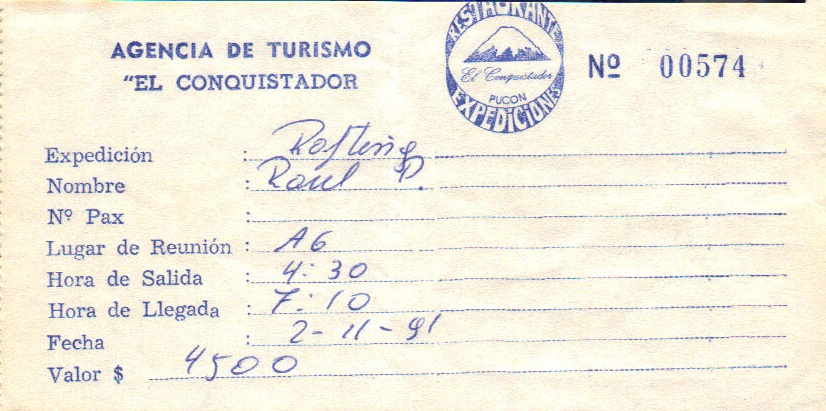 AGENCIA DE TURISMO
"EL CONQUISTADOR
RESTAURANTE
El Conquistador
PUCON
EXPEDICIONES
Nº 00574
Expedición : Rafting
Nombre : Raul P.
Nº Pax :
Lugar de Reunión : A6
Hora de Salida : 4:30
Hora de Llegada : 7:10
Fecha : 2-11-91
Valor $ 4500